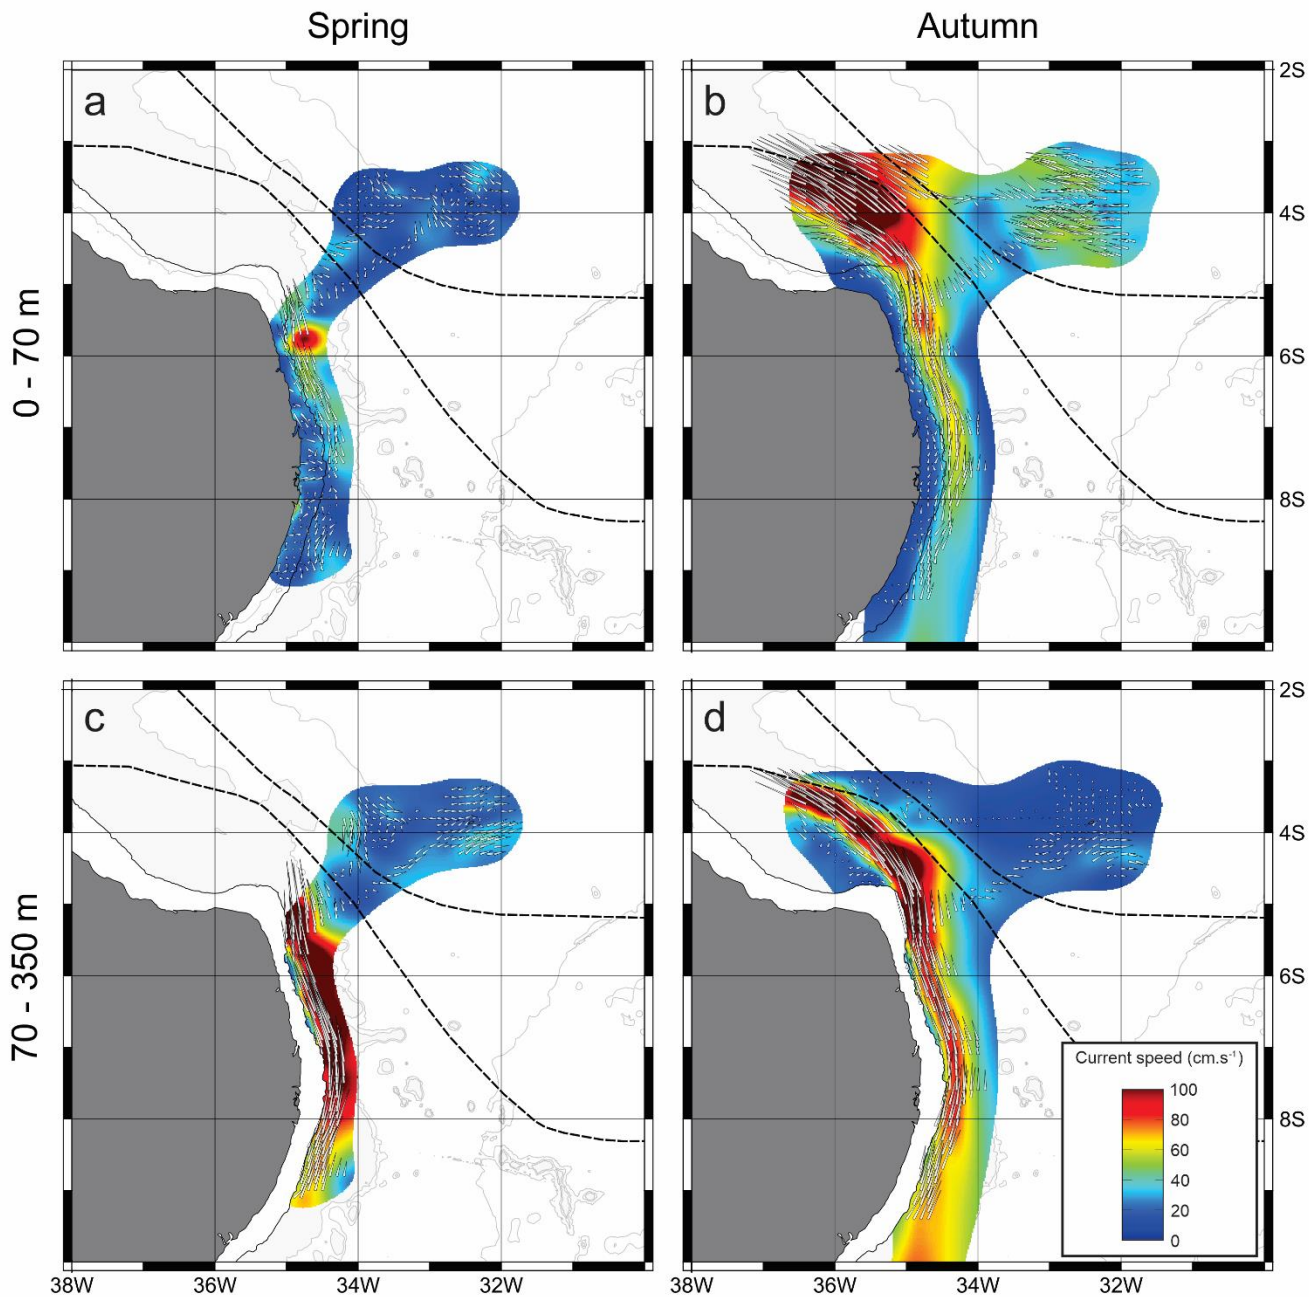 Spring Autumn
a b
2S
4S
0 - 70 m
6S
8S
c d
2S
4S
70 - 350 m
6S
Current speed (cm.s⁻¹)
100
80
60
40
20
0
8S
38W 36W 34W 32W 38W 36W 34W 32W